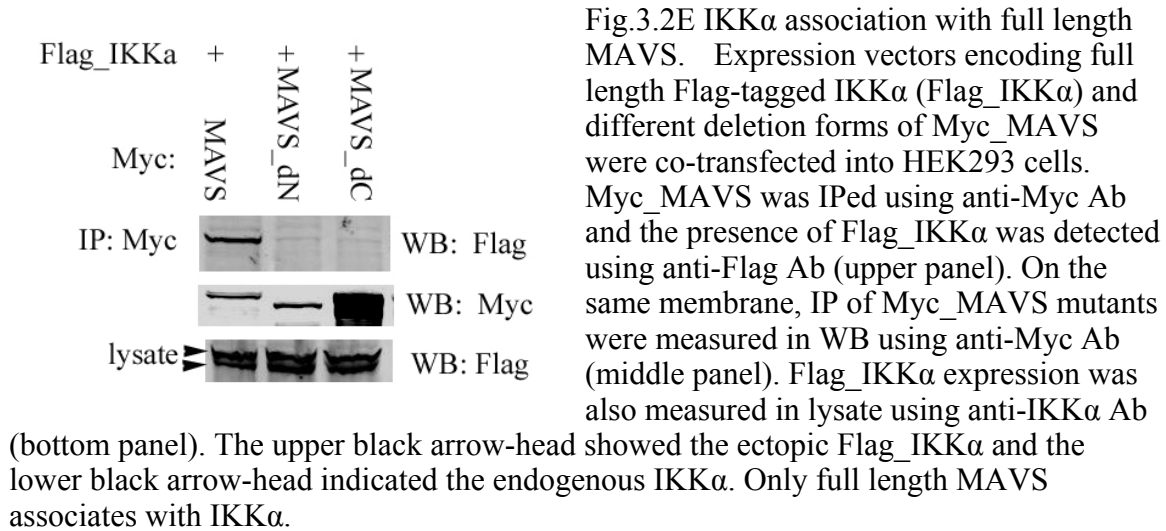 Flag_IKKa + + +
Myc: MAVS MAVS_dN MAVS_dC
IP: Myc WB: Flag
WB: Myc
lysate WB: Flag
Fig.3.2E IKKα association with full length
MAVS. Expression vectors encoding full
length Flag-tagged IKKα (Flag_IKKα) and
different deletion forms of Myc_MAVS
were co-transfected into HEK293 cells.
Myc_MAVS was IPed using anti-Myc Ab
and the presence of Flag_IKKα was detected
using anti-Flag Ab (upper panel). On the
same membrane, IP of Myc_MAVS mutants
were measured in WB using anti-Myc Ab
(middle panel). Flag_IKKα expression was
also measured in lysate using anti-IKKα Ab
(bottom panel). The upper black arrow-head showed the ectopic Flag_IKKα and the
lower black arrow-head indicated the endogenous IKKα. Only full length MAVS
associates with IKKα.